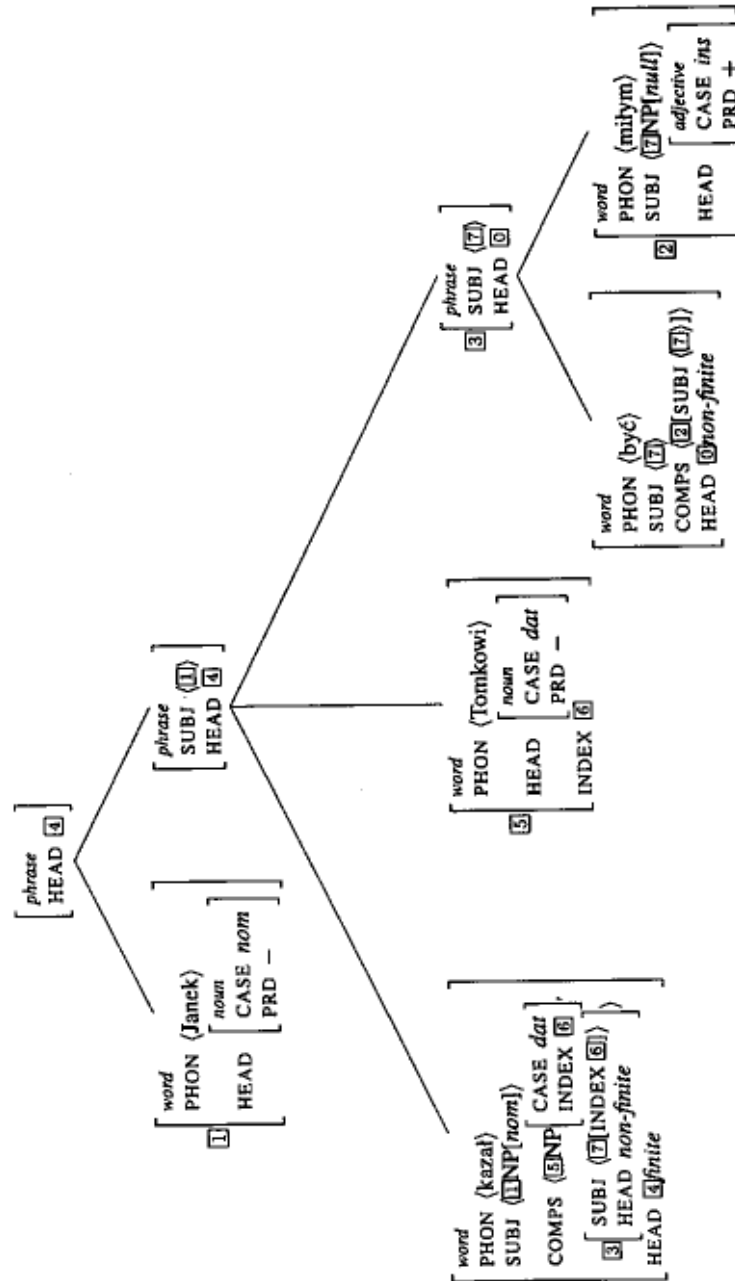 phrase
HEAD 4
word
PHON ⟨Janek⟩
HEAD noun
CASE nom
PRD –
1
phrase
SUBJ ⟨1⟩
HEAD 4
word
PHON ⟨kazał⟩
SUBJ ⟨1NP[nom]⟩
COMPS ⟨5NP[CASE dat
INDEX 6],
3[SUBJ ⟨7[INDEX 6]⟩
HEAD non-finite]⟩
HEAD 4finite
word
PHON ⟨Tomkowi⟩
HEAD noun
CASE dat
PRD –
INDEX 6
5
phrase
SUBJ ⟨7⟩
HEAD 0
3
word
PHON ⟨być⟩
SUBJ ⟨7⟩
COMPS ⟨2[SUBJ ⟨7⟩]⟩
HEAD 0non-finite
word
PHON ⟨miłym⟩
SUBJ ⟨7NP[null]⟩
HEAD adjective
CASE ins
PRD +
2